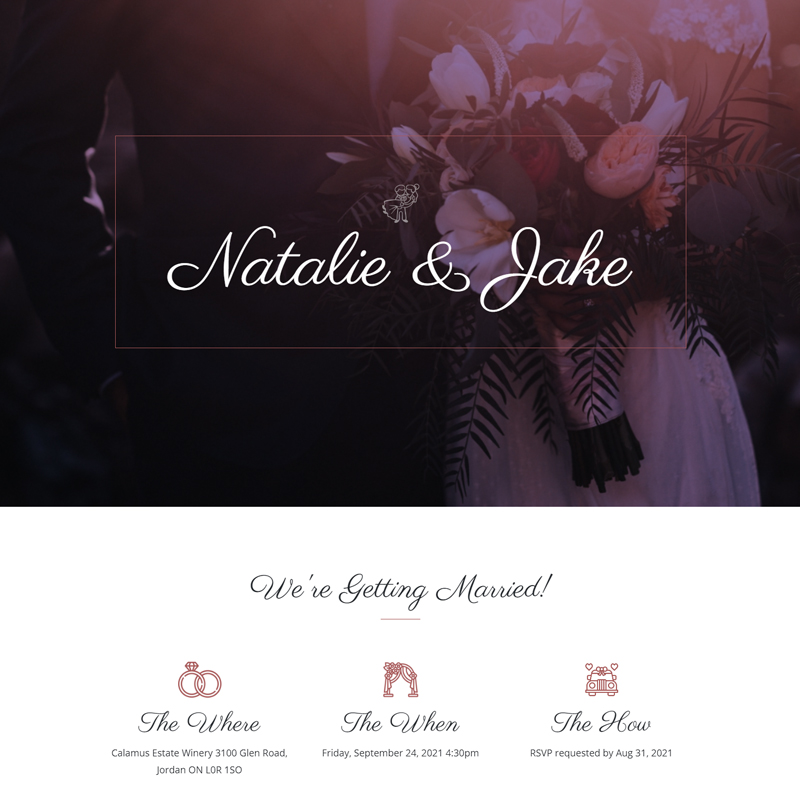 Natalie & Jake
We're Getting Married!
The Where
Calamus Estate Winery 3100 Glen Road,
Jordan ON L0R 1SO
The When
Friday, September 24, 2021 4:30pm
The How
RSVP requested by Aug 31, 2021